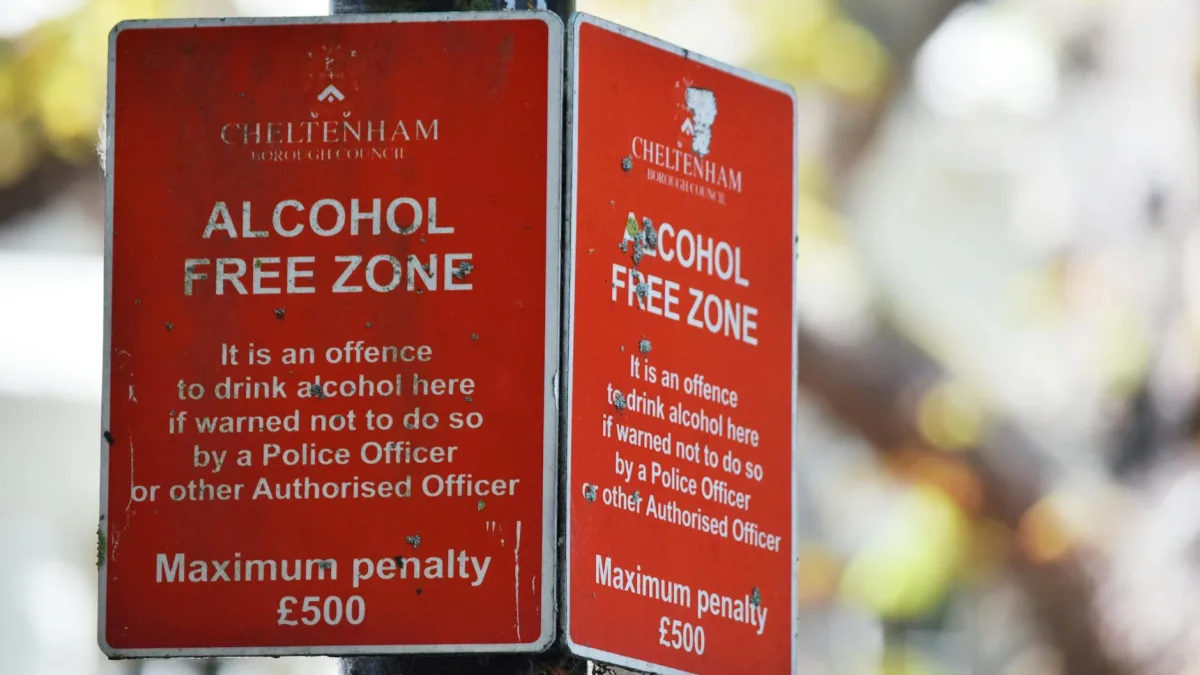 CHELTENHAM
BOROUGH COUNCIL
ALCOHOL
FREE ZONE
It is an offence
to drink alcohol here
if warned not to do so
by a Police Officer
or other Authorised Officer
Maximum penalty
£500
CHELTENHAM
BOROUGH COUNCIL
ALCOHOL
FREE ZONE
It is an offence
to drink alcohol here
if warned not to do so
by a Police Officer
or other Authorised Officer
Maximum penalty
£500